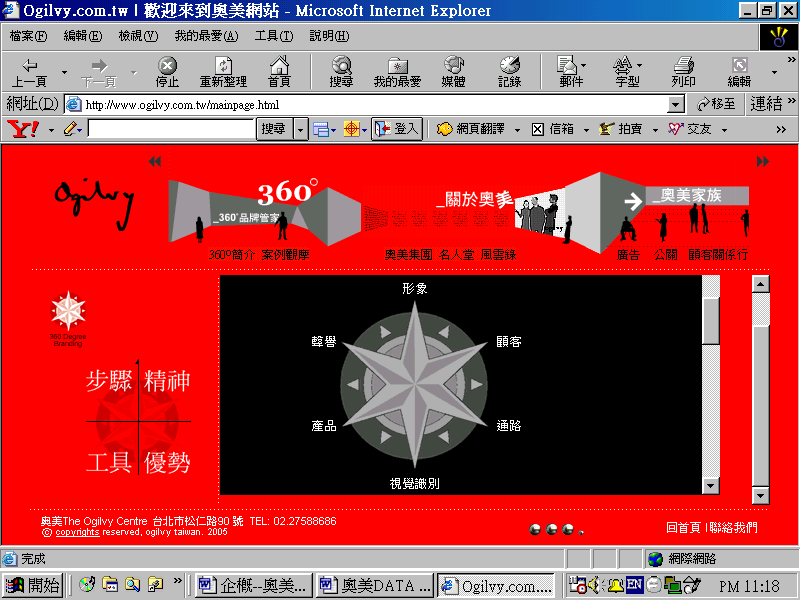 Ogilvy.com.tw | 歡迎來到奧美網站 - Microsoft Internet Explorer
檔案(F) 編輯(E) 檢視(V) 我的最愛(A) 工具(T) 說明(H)
上一頁 下一頁 停止 重新整理 首頁 搜尋 我的最愛 媒體 記錄 郵件 字型 列印 編輯
網址(D) http://www.ogilvy.com.tw/mainpage.html 移至 連結 »
Y! 搜尋 登入 網頁翻譯 信箱 拍賣 交友 »
Ogilvy
360°
_360°品牌管家
_關於奧美
_奧美家族
360°簡介 案例觀摩 奧美集團 名人堂 風雲錄 廣告 公關 顧客關係行
360 Degree
Branding
步驟 精神
工具 優勢
形象
聲譽 顧客
產品 通路
視覺識別
奧美The Ogilvy Centre 台北市松仁路90 號 TEL: 02.27588686
© copyrights reserved, ogilvy taiwan. 2005
回首頁 | 聯絡我們
完成 網際網路
開始 » 企概--奧美... 奧美DATA ... Ogilvy.com.... EN PM 11:18